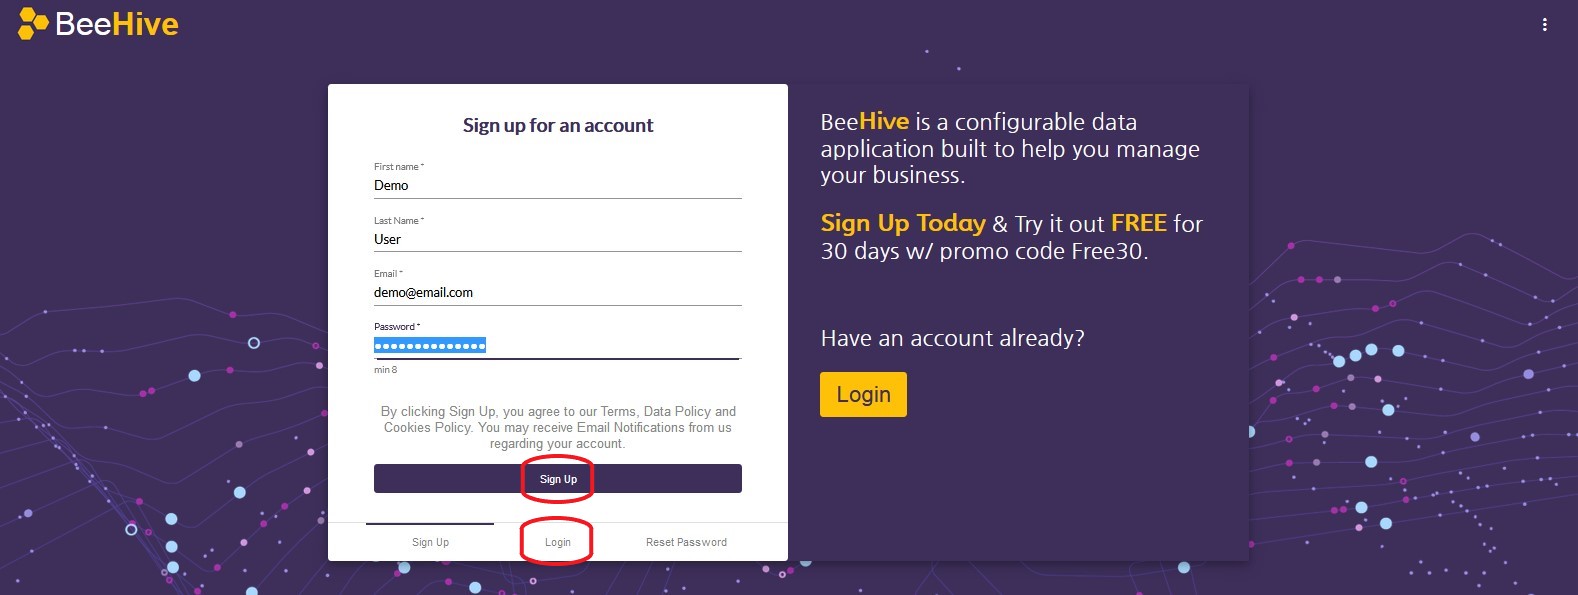 BeeHive
Sign up for an account
First name *
Demo
Last Name *
User
Email *
demo@email.com
Password *
min 8
By clicking Sign Up, you agree to our Terms, Data Policy and
Cookies Policy. You may receive Email Notifications from us
regarding your account.
Sign Up
Sign Up
Login
Reset Password
BeeHive is a configurable data
application built to help you manage
your business.
Sign Up Today & Try it out FREE for
30 days w/ promo code Free30.
Have an account already?
Login